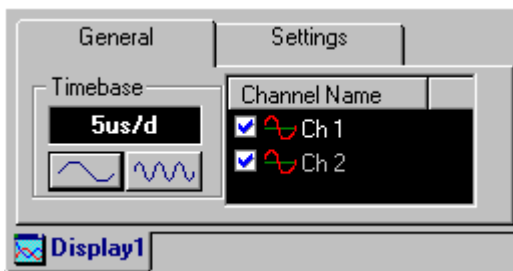 General
Settings
Timebase
5us/d
Channel Name
Ch 1
Ch 2
Display1